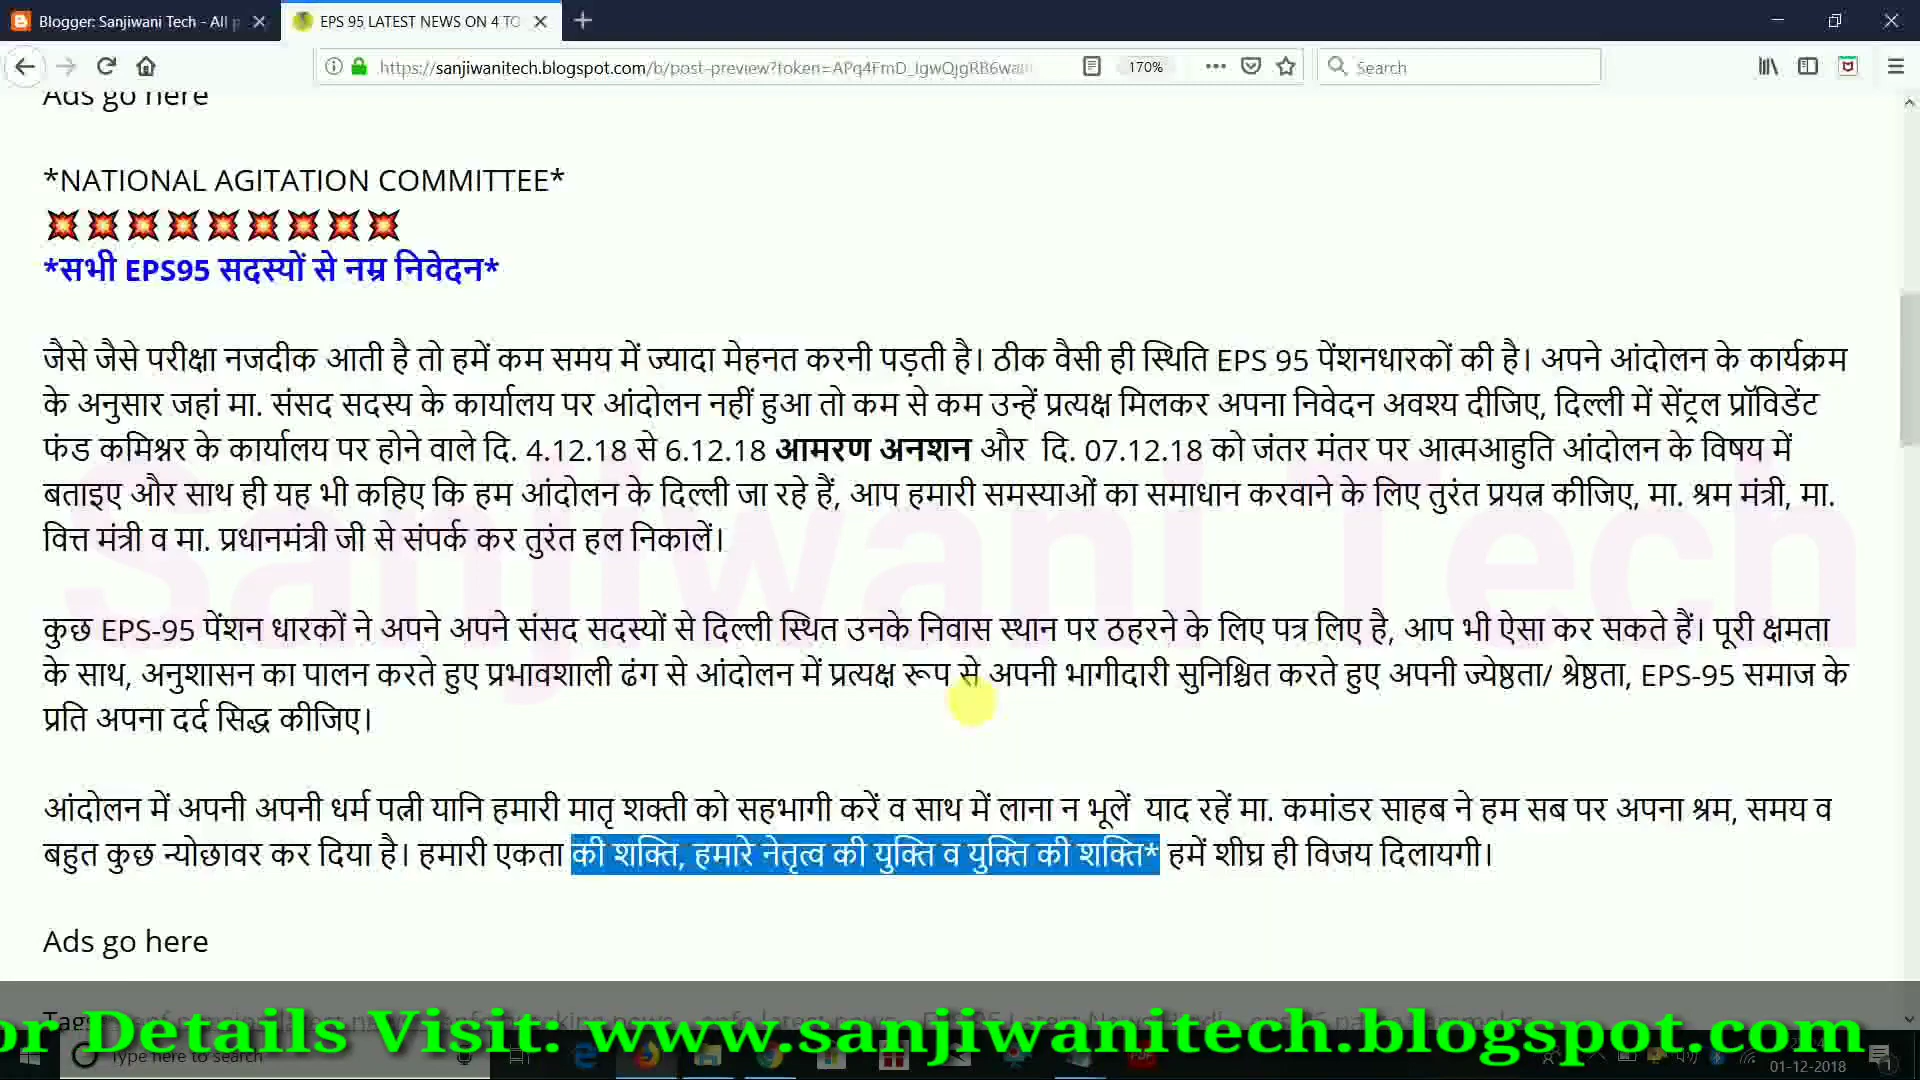 Blogger: Sanjiwani Tech - All p
EPS 95 LATEST NEWS ON 4 TO
https://sanjiwanitech.blogspot.com/b/post-preview?token=APq4FmD_
170%
Search
Ads go here
*NATIONAL AGITATION COMMITTEE*
*सभी EPS95 सदस्यों से नम्र निवेदन*
जैसे जैसे परीक्षा नजदीक आती है तो हमें कम समय में ज्यादा मेहनत करनी पड़ती है। ठीक वैसी ही स्थिति EPS 95 पेंशनधारकों की है। अपने आंदोलन के कार्यक्रम
के अनुसार जहां मा. संसद सदस्य के कार्यालय पर आंदोलन नहीं हुआ तो कम से कम उन्हें प्रत्यक्ष मिलकर अपना निवेदन अवश्य दीजिए, दिल्ली में सेंट्रल प्रॉविडेंट
फंड कमिश्नर के कार्यालय पर होने वाले दि. 4.12.18 से 6.12.18 आमरण अनशन और दि. 07.12.18 को जंतर मंतर पर आत्मआहुति आंदोलन के विषय में
बताइए और साथ ही यह भी कहिए कि हम आंदोलन के दिल्ली जा रहे हैं, आप हमारी समस्याओं का समाधान करवाने के लिए तुरंत प्रयत्न कीजिए, मा. श्रम मंत्री, मा.
वित्त मंत्री व मा. प्रधानमंत्री जी से संपर्क कर तुरंत हल निकालें।
Sanjiwani Tech
कुछ EPS-95 पेंशन धारकों ने अपने अपने संसद सदस्यों से दिल्ली स्थित उनके निवास स्थान पर ठहरने के लिए पत्र लिए है, आप भी ऐसा कर सकते हैं। पूरी क्षमता
के साथ, अनुशासन का पालन करते हुए प्रभावशाली ढंग से आंदोलन में प्रत्यक्ष रूप से अपनी भागीदारी सुनिश्चित करते हुए अपनी ज्येष्ठता/ श्रेष्ठता, EPS-95 समाज के
प्रति अपना दर्द सिद्ध कीजिए।
आंदोलन में अपनी अपनी धर्म पत्नी यानि हमारी मातृ शक्ती को सहभागी करें व साथ में लाना न भूलें याद रहें मा. कमांडर साहब ने हम सब पर अपना श्रम, समय व
बहुत कुछ न्योछावर कर दिया है। हमारी एकता की शक्ति, हमारे नेतृत्व की युक्ति व युक्ति की शक्ति* हमें शीघ्र ही विजय दिलायगी।
Ads go here
or Details Visit: www.sanjiwanitech.blogspot.com
Type here to search
01-12-2018